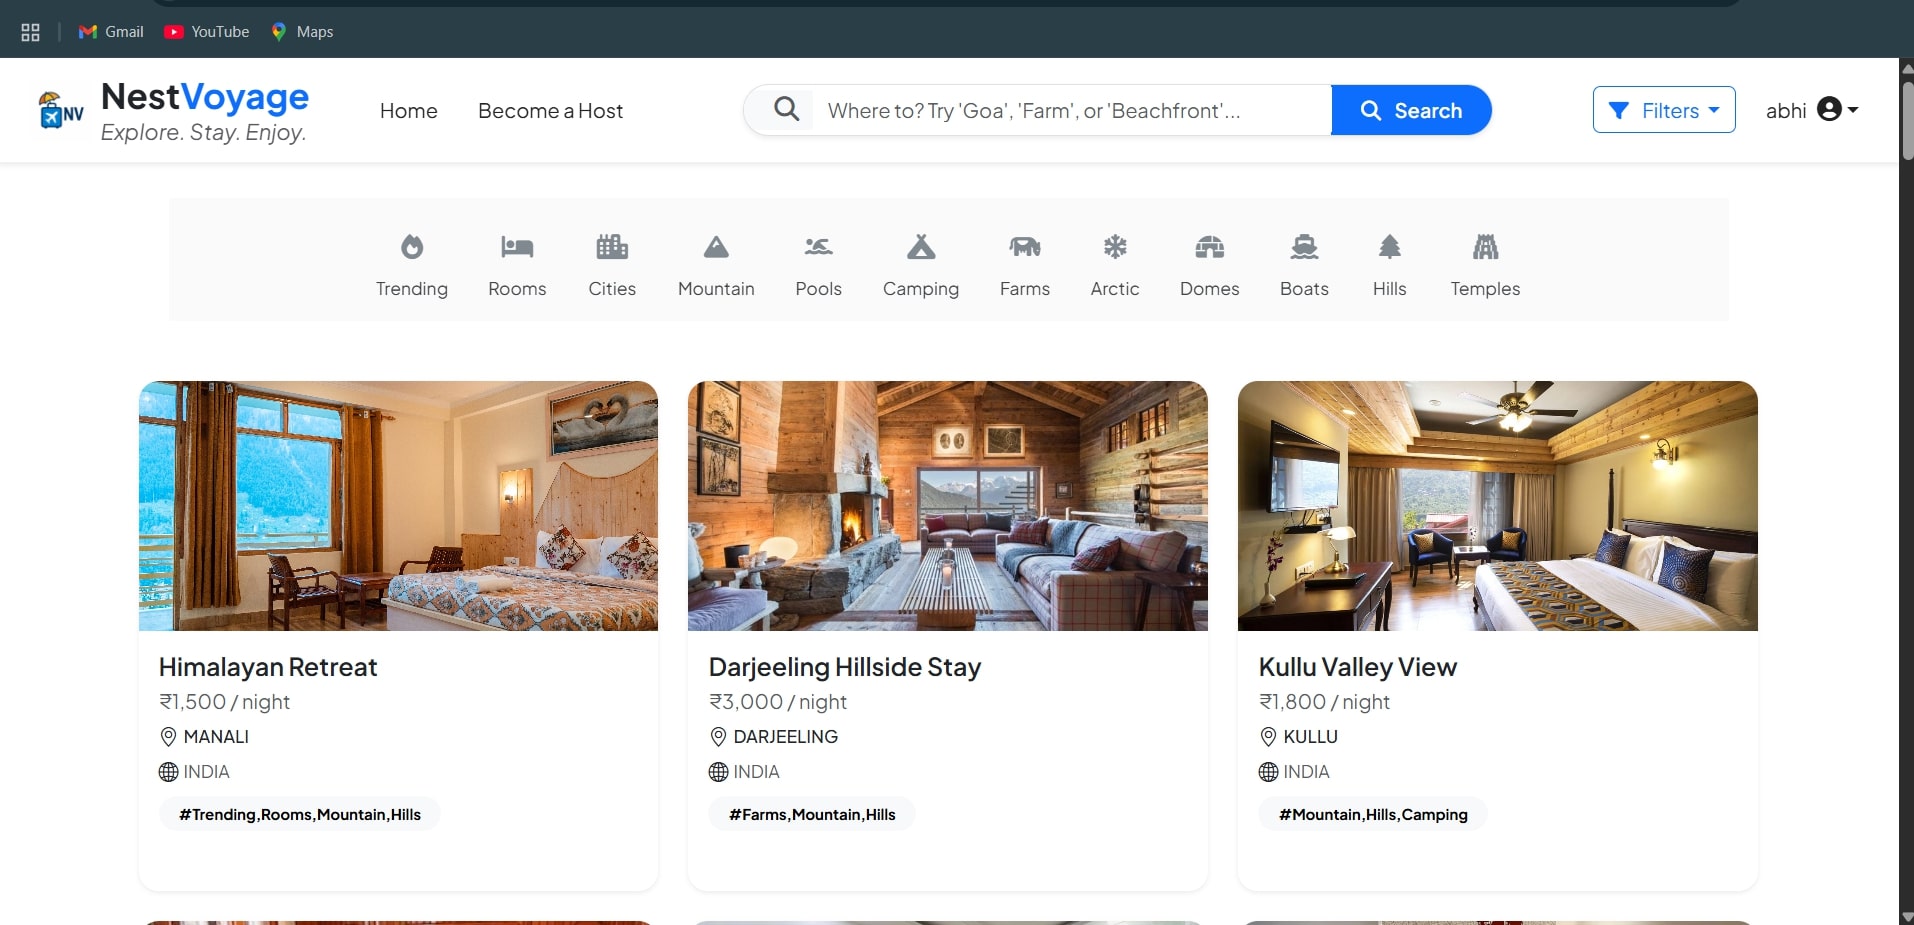 Gmail YouTube Maps
NV
NestVoyage
Explore. Stay. Enjoy.
Home Become a Host
Where to? Try 'Goa', 'Farm', or 'Beachfront'...
Search
Filters
abhi
Trending Rooms Cities Mountain Pools Camping Farms Arctic Domes Boats Hills Temples
Himalayan Retreat
₹1,500 / night
MANALI
INDIA
#Trending,Rooms,Mountain,Hills
Darjeeling Hillside Stay
₹3,000 / night
DARJEELING
INDIA
#Farms,Mountain,Hills
Kullu Valley View
₹1,800 / night
KULLU
INDIA
#Mountain,Hills,Camping